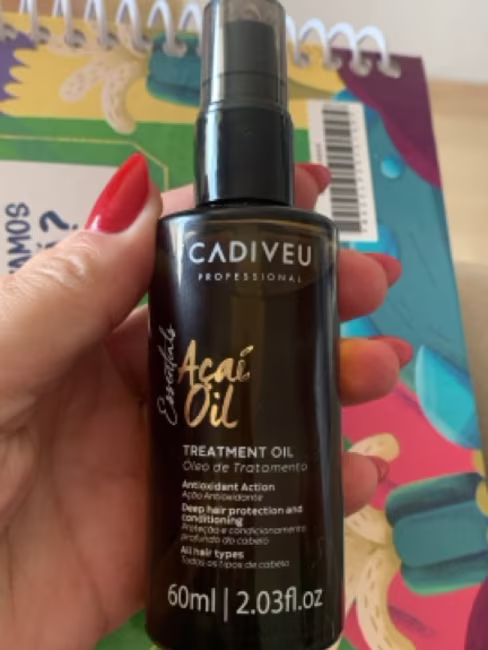 AMOS
?
CADIVEU
PROFESSIONAL
Essentials
Açaí
Oil
TREATMENT OIL
Óleo de Tratamento
Antioxidant Action
Ação Antioxidante
Deep hair protection and
conditioning
Proteção e condicionamento
profundo do cabelo
All hair types
Todos os tipos de cabelo
60ml | 2.03fl.oz